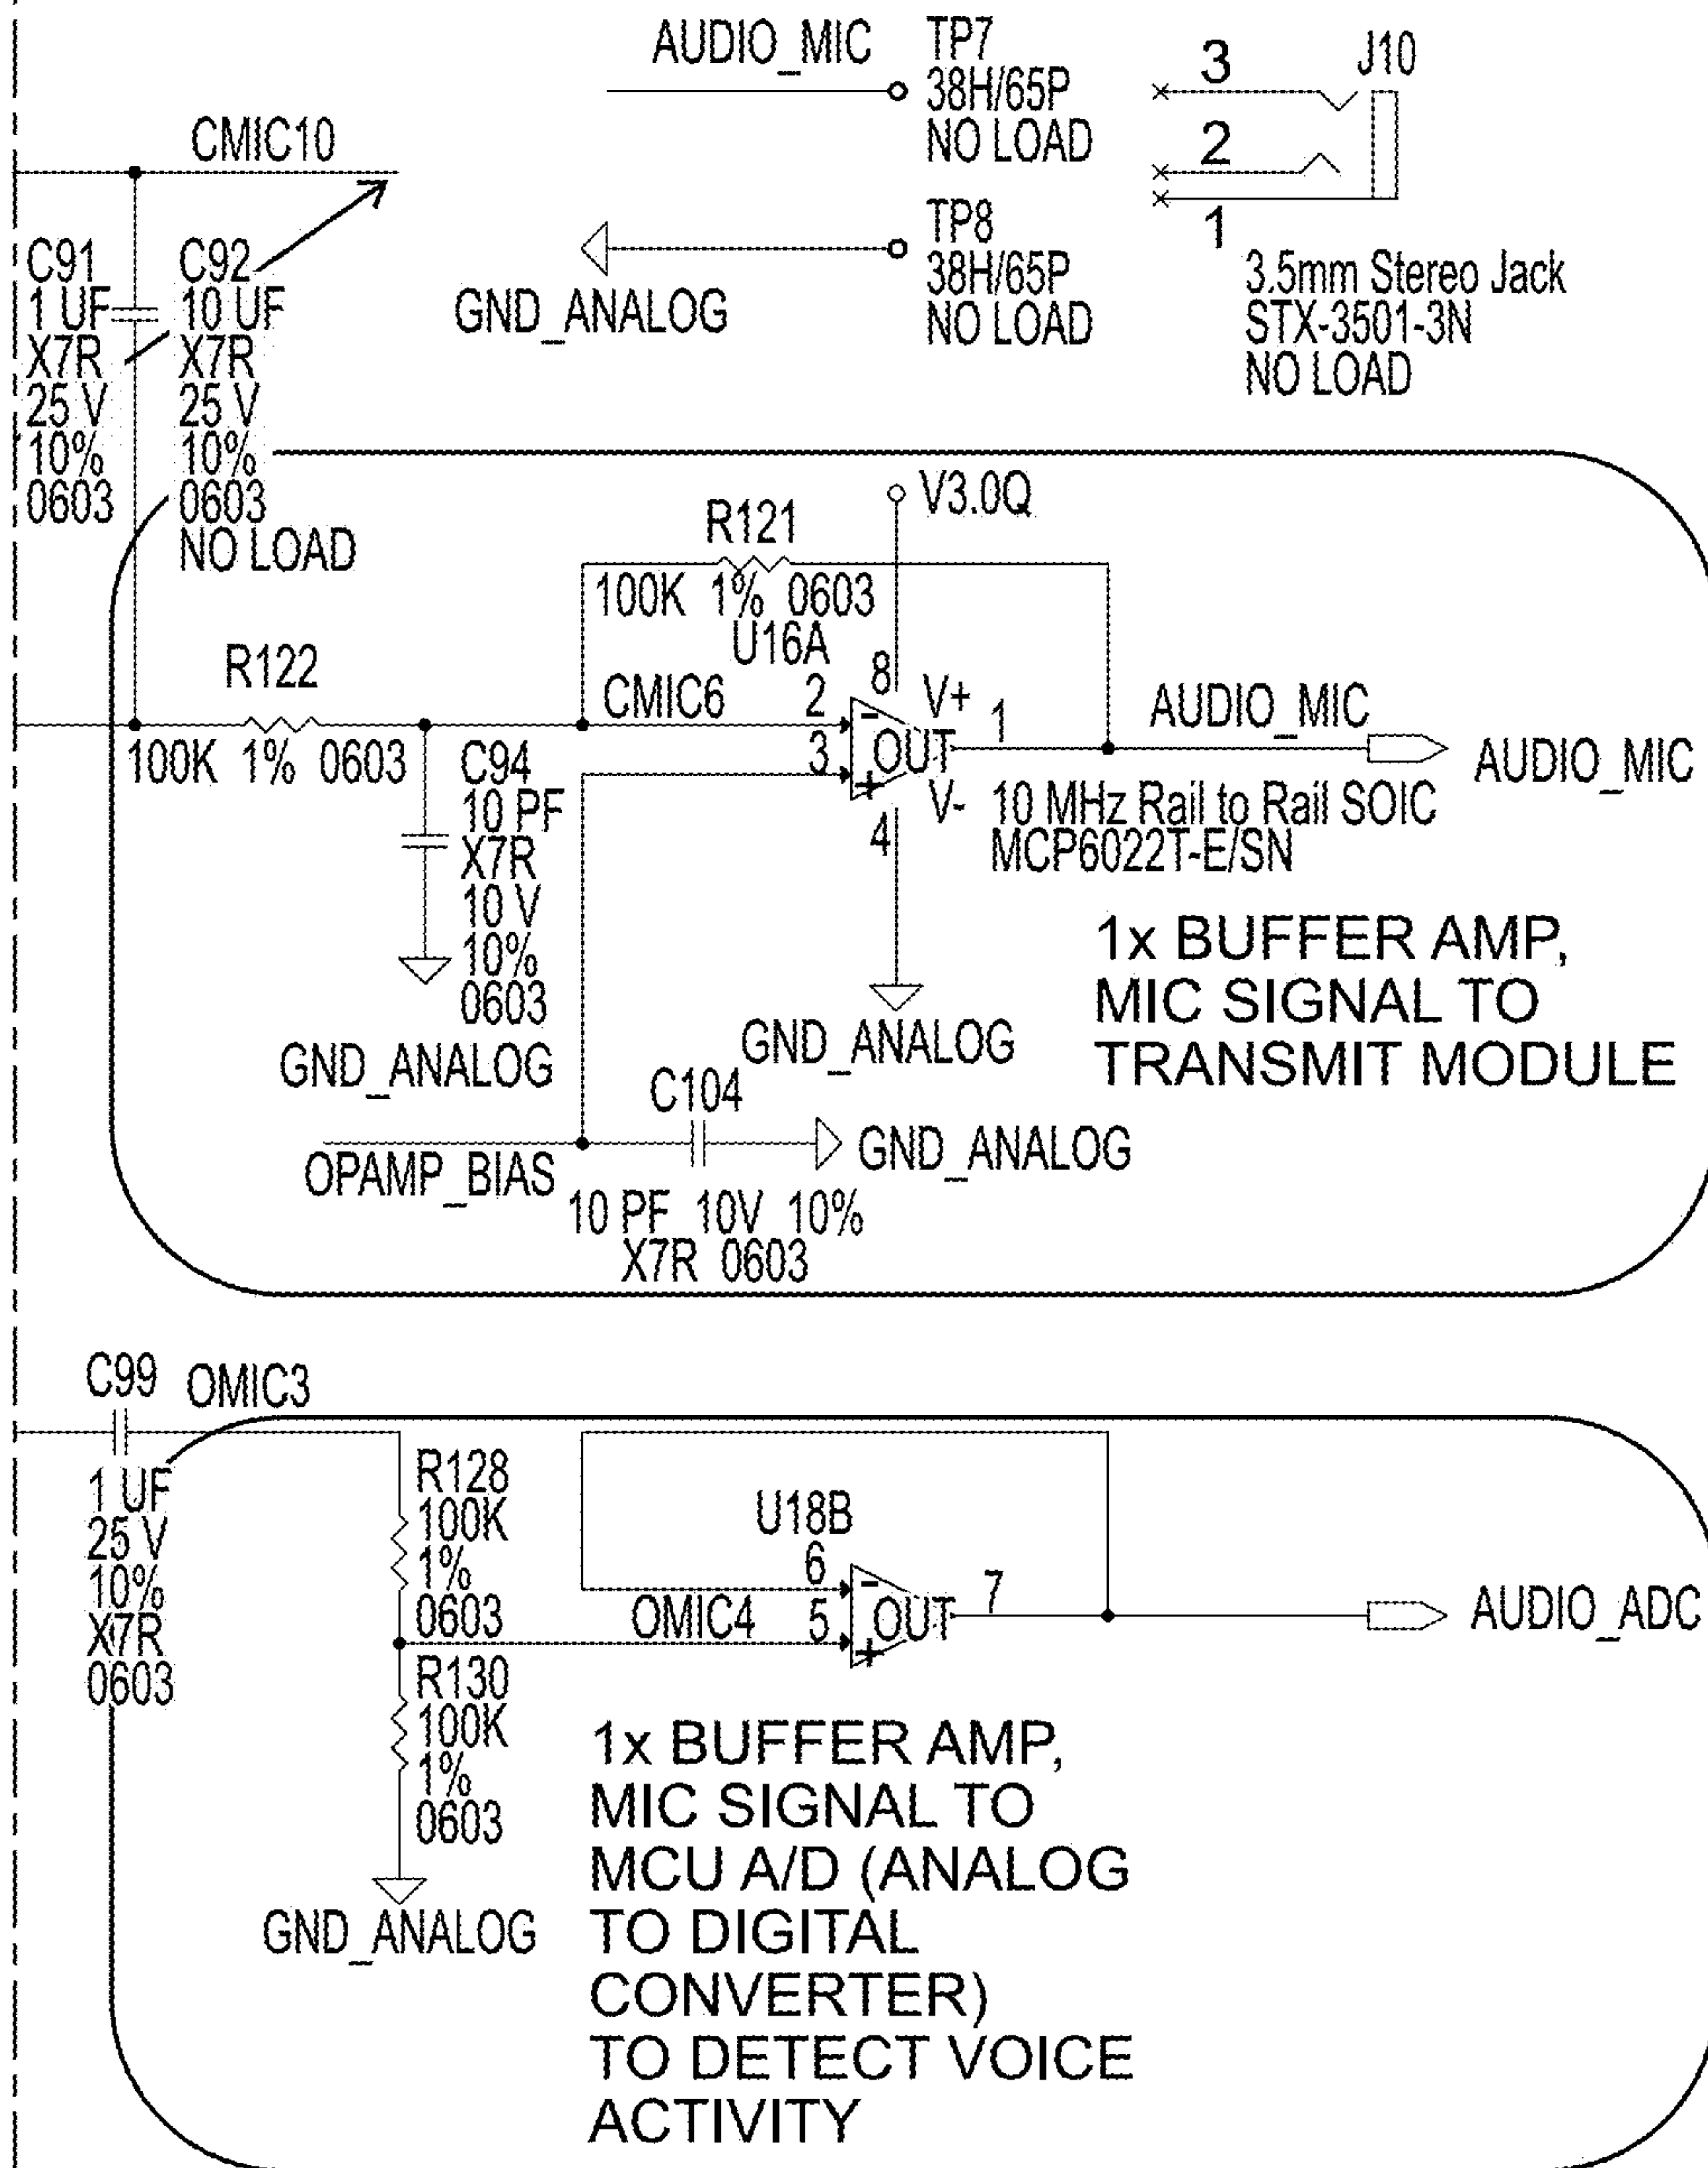 AUDIO_MIC
TP7
38H/65P
NO LOAD
3
J10
2
1
CMIC10
TP8
38H/65P
NO LOAD
GND_ANALOG
3.5mm Stereo Jack
STX-3501-3N
NO LOAD
C91
1 UF
X7R
25 V
10%
0603
C92
10 UF
X7R
25 V
10%
0603
NO LOAD
V3.0Q
R121
100K 1% 0603
U16A
R122
100K 1% 0603
CMIC6
2
3
8
V+
-
OUT
+
V-
4
1
AUDIO_MIC
AUDIO_MIC
10 MHz Rail to Rail SOIC
MCP6022T-E/SN
C94
10 PF
X7R
10 V
10%
0603
GND_ANALOG
GND_ANALOG
1x BUFFER AMP,
MIC SIGNAL TO
TRANSMIT MODULE
C104
GND_ANALOG
OPAMP_BIAS
10 PF 10V 10%
X7R 0603
C99
OMIC3
1 UF
25 V
10%
X7R
0603
R128
100K
1%
0603
U18B
6
5
OMIC4
-
OUT
+
7
AUDIO_ADC
R130
100K
1%
0603
GND_ANALOG
1x BUFFER AMP,
MIC SIGNAL TO
MCU A/D (ANALOG
TO DIGITAL
CONVERTER)
TO DETECT VOICE
ACTIVITY